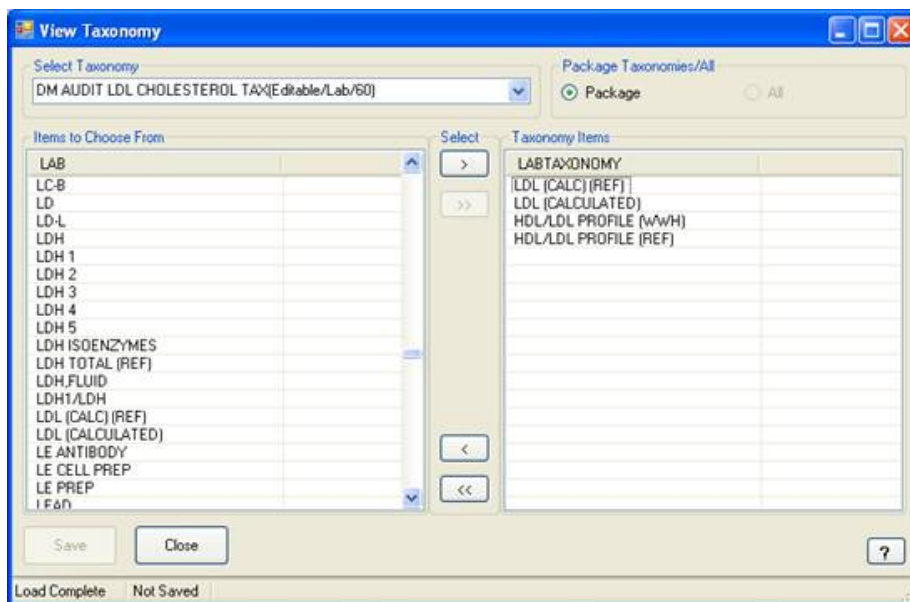 View Taxonomy
Select Taxonomy
DM AUDIT LDL CHOLESTEROL TAX(Editable/Lab/60)
Package Taxonomies/All
Package
All
Items to Choose From
LAB
LC-B
LD
LD-L
LDH
LDH 1
LDH 2
LDH 3
LDH 4
LDH 5
LDH ISOENZYMES
LDH TOTAL (REF)
LDH,FLUID
LDH1/LDH
LDL (CALC) (REF)
LDL (CALCULATED)
LE ANTIBODY
LE CELL PREP
LE PREP
LEAD
Select
>
>>
<
<<
Taxonomy Items
LABTAXONOMY
LDL (CALC) (REF)
LDL (CALCULATED)
HDL/LDL PROFILE (WWH)
HDL/LDL PROFILE (REF)
Save
Close
?
Load Complete
Not Saved